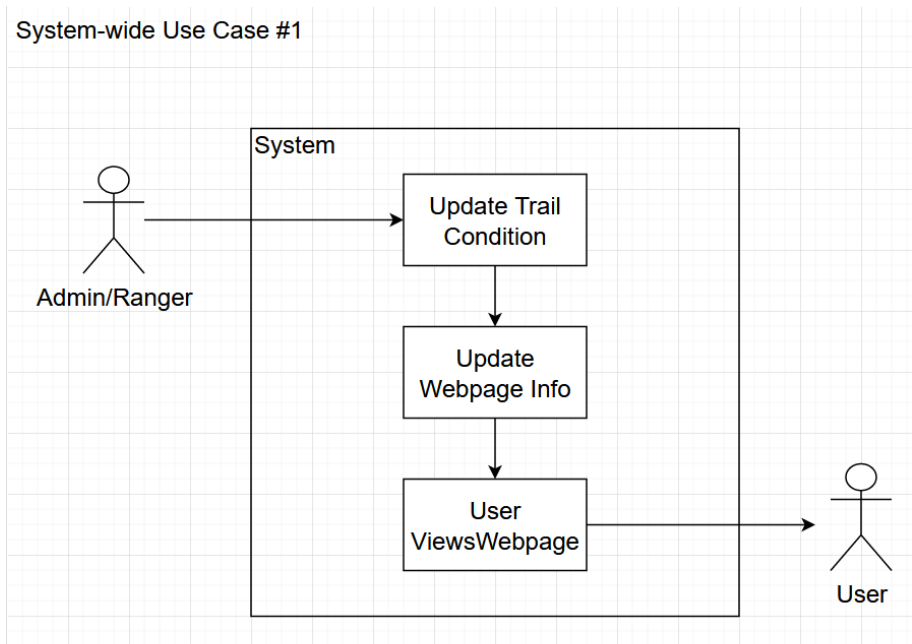 System-wide Use Case #1
System
Update Trail
Condition
Admin/Ranger
Update
Webpage Info
User
ViewsWebpage
User